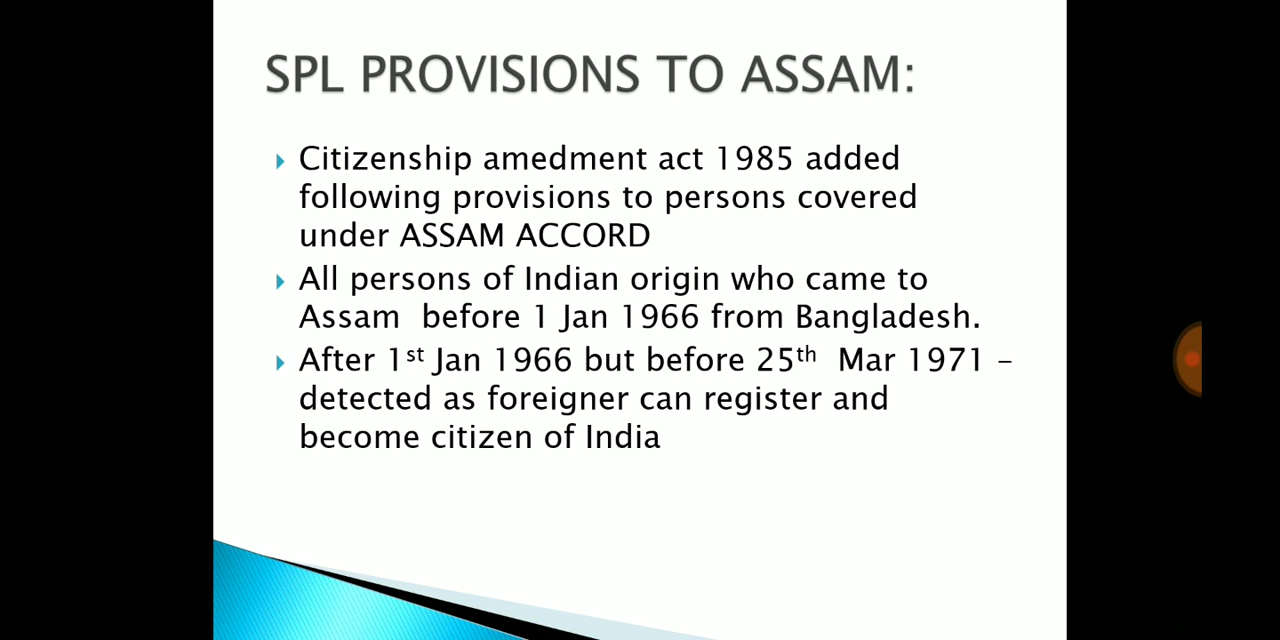 SPL PROVISIONS TO ASSAM:
Citizenship amedment act 1985 added
following provisions to persons covered
under ASSAM ACCORD
All persons of Indian origin who came to
Assam before 1 Jan 1966 from Bangladesh.
After 1st Jan 1966 but before 25th Mar 1971 –
detected as foreigner can register and
become citizen of India